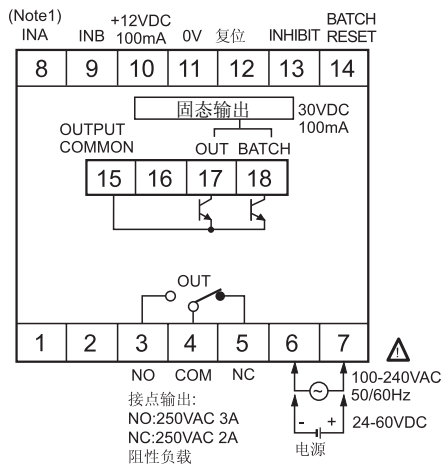 (Note1)
INA
INB
+12VDC
100mA
0V
复位
INHIBIT
BATCH
RESET
8
9
10
11
12
13
14
固态输出
30VDC
100mA
OUTPUT
COMMON
OUT
BATCH
15
16
17
18
OUT
1
2
3
4
5
6
7
NO
COM
NC
100-240VAC
50/60Hz
接点输出:
NO:250VAC 3A
NC:250VAC 2A
阻性负载
- +
24-60VDC
电源